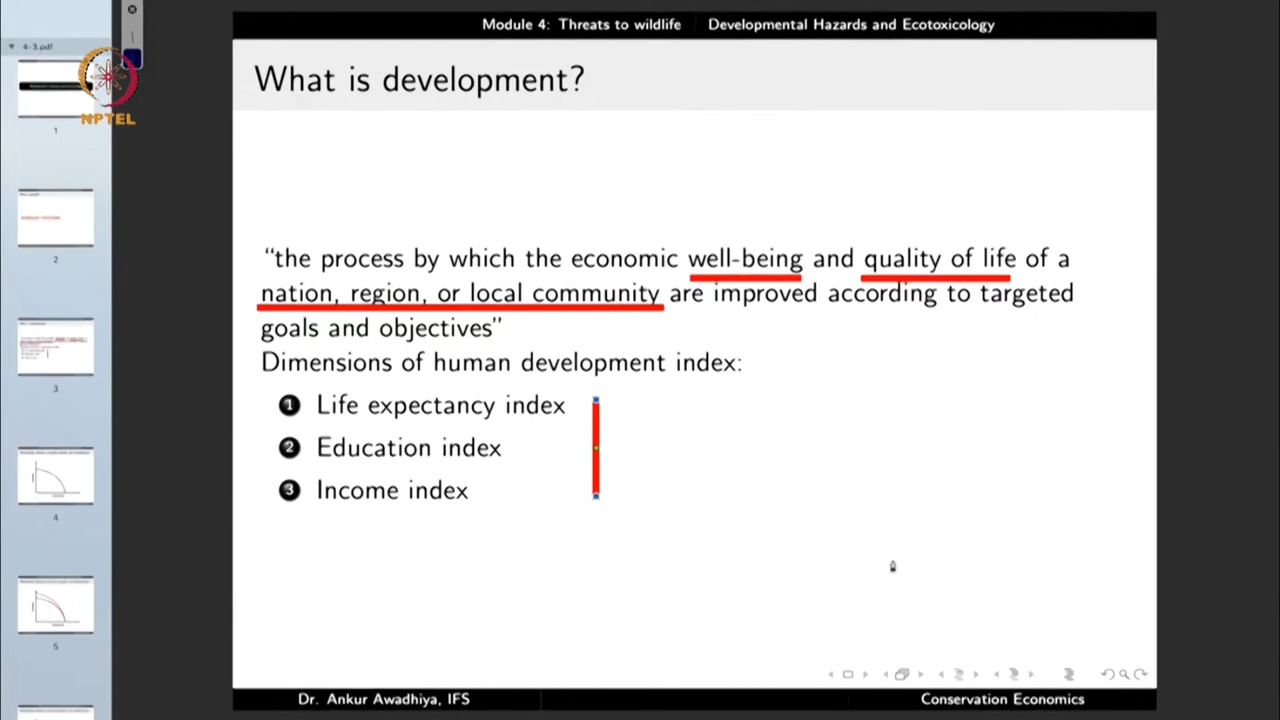 Module 4: Threats to wildlife Developmental Hazards and Ecotoxicology
4-3.pdf
NPTEL
What is development?
“the process by which the economic well-being and quality of life of a
nation, region, or local community are improved according to targeted
goals and objectives”
Dimensions of human development index:
1 Life expectancy index
2 Education index
3 Income index
1
2
3
4
5
Dr. Ankur Awadhiya, IFS Conservation Economics